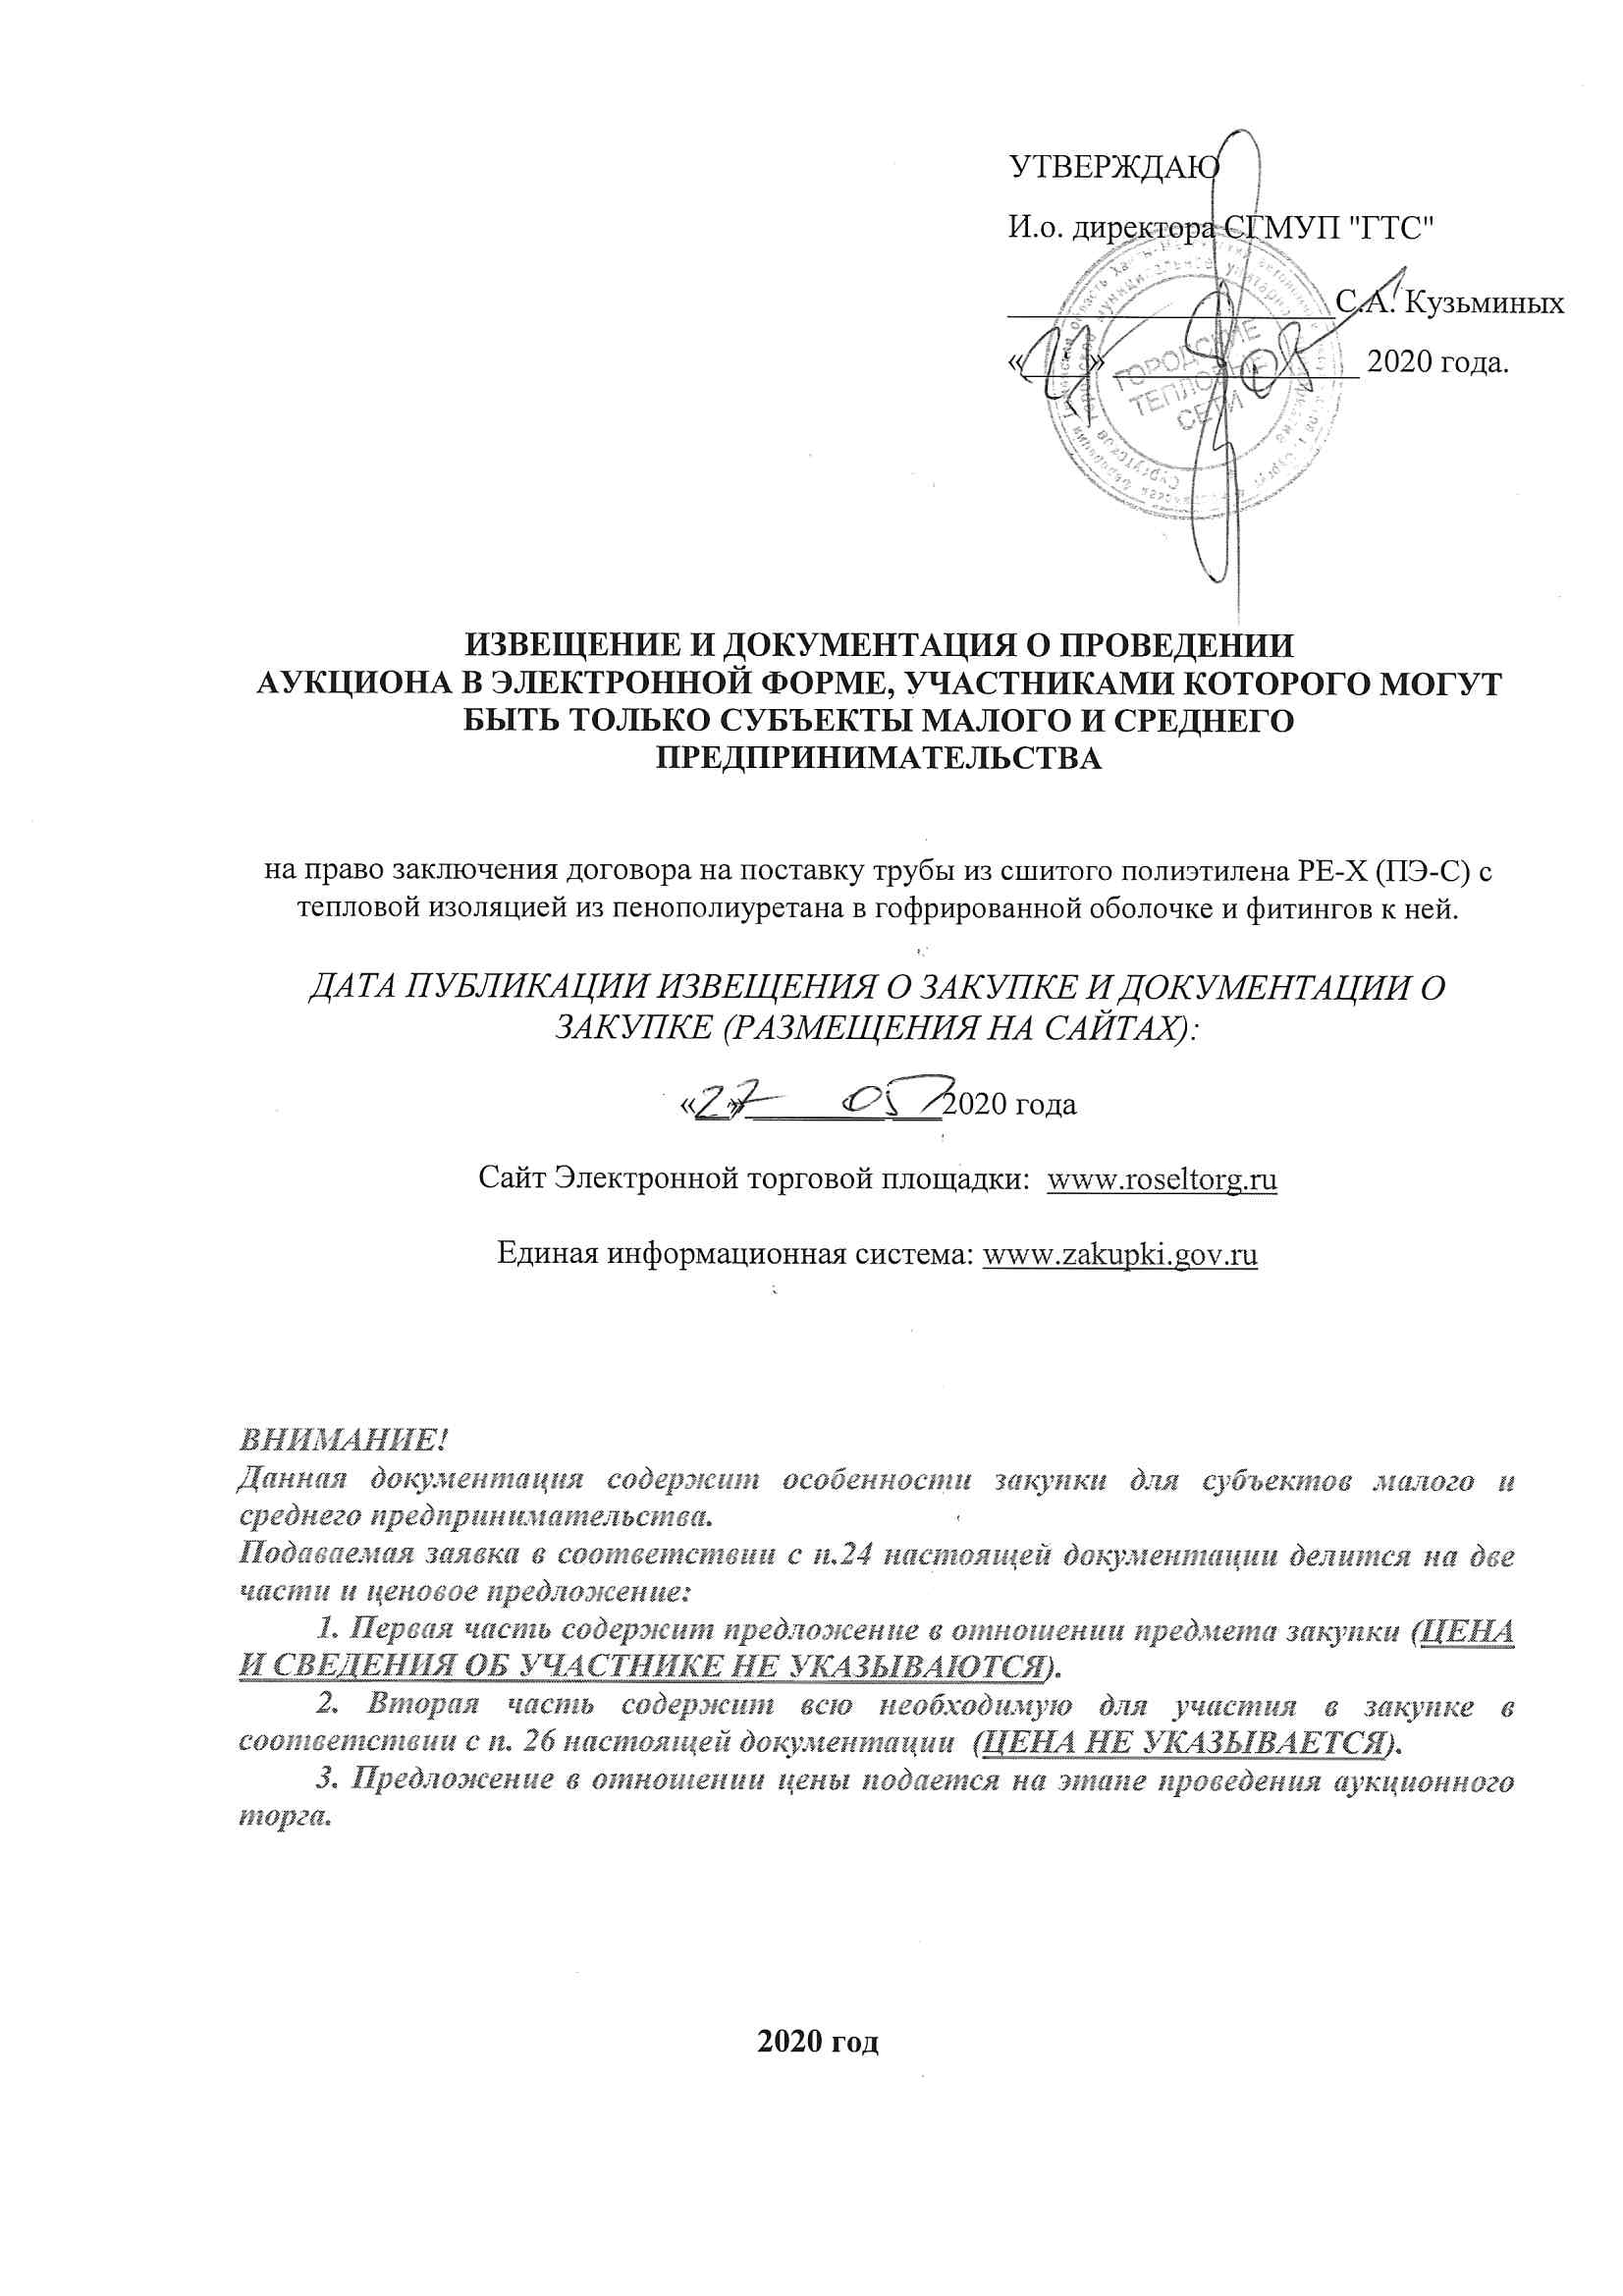 УТВЕРЖДАЮ
И.о. директора СГМУП "ГТС"
С.А. Кузьминых
« » 2020 года.
ГОРОДСКИЕ
ТЕПЛОВЫЕ
СЕТИ
ИЗВЕЩЕНИЕ И ДОКУМЕНТАЦИЯ О ПРОВЕДЕНИИ
АУКЦИОНА В ЭЛЕКТРОННОЙ ФОРМЕ, УЧАСТНИКАМИ КОТОРОГО МОГУТ
БЫТЬ ТОЛЬКО СУБЪЕКТЫ МАЛОГО И СРЕДНЕГО
ПРЕДПРИНИМАТЕЛЬСТВА
на право заключения договора на поставку трубы из сшитого полиэтилена PE-X (ПЭ-С) с
тепловой изоляцией из пенополиуретана в гофрированной оболочке и фитингов к ней.
ДАТА ПУБЛИКАЦИИ ИЗВЕЩЕНИЯ О ЗАКУПКЕ И ДОКУМЕНТАЦИИ О
ЗАКУПКЕ (РАЗМЕЩЕНИЯ НА САЙТАХ):
«27» 05 2020 года
Сайт Электронной торговой площадки: www.roseltorg.ru
Единая информационная система: www.zakupki.gov.ru
ВНИМАНИЕ!
Данная документация содержит особенности закупки для субъектов малого и
среднего предпринимательства.
Подаваемая заявка в соответствии с п.24 настоящей документации делится на две
части и ценовое предложение:
1. Первая часть содержит предложение в отношении предмета закупки (ЦЕНА
И СВЕДЕНИЯ ОБ УЧАСТНИКЕ НЕ УКАЗЫВАЮТСЯ).
2. Вторая часть содержит всю необходимую для участия в закупке в
соответствии с п. 26 настоящей документации (ЦЕНА НЕ УКАЗЫВАЕТСЯ).
3. Предложение в отношении цены подается на этапе проведения аукционного
торга.
2020 год